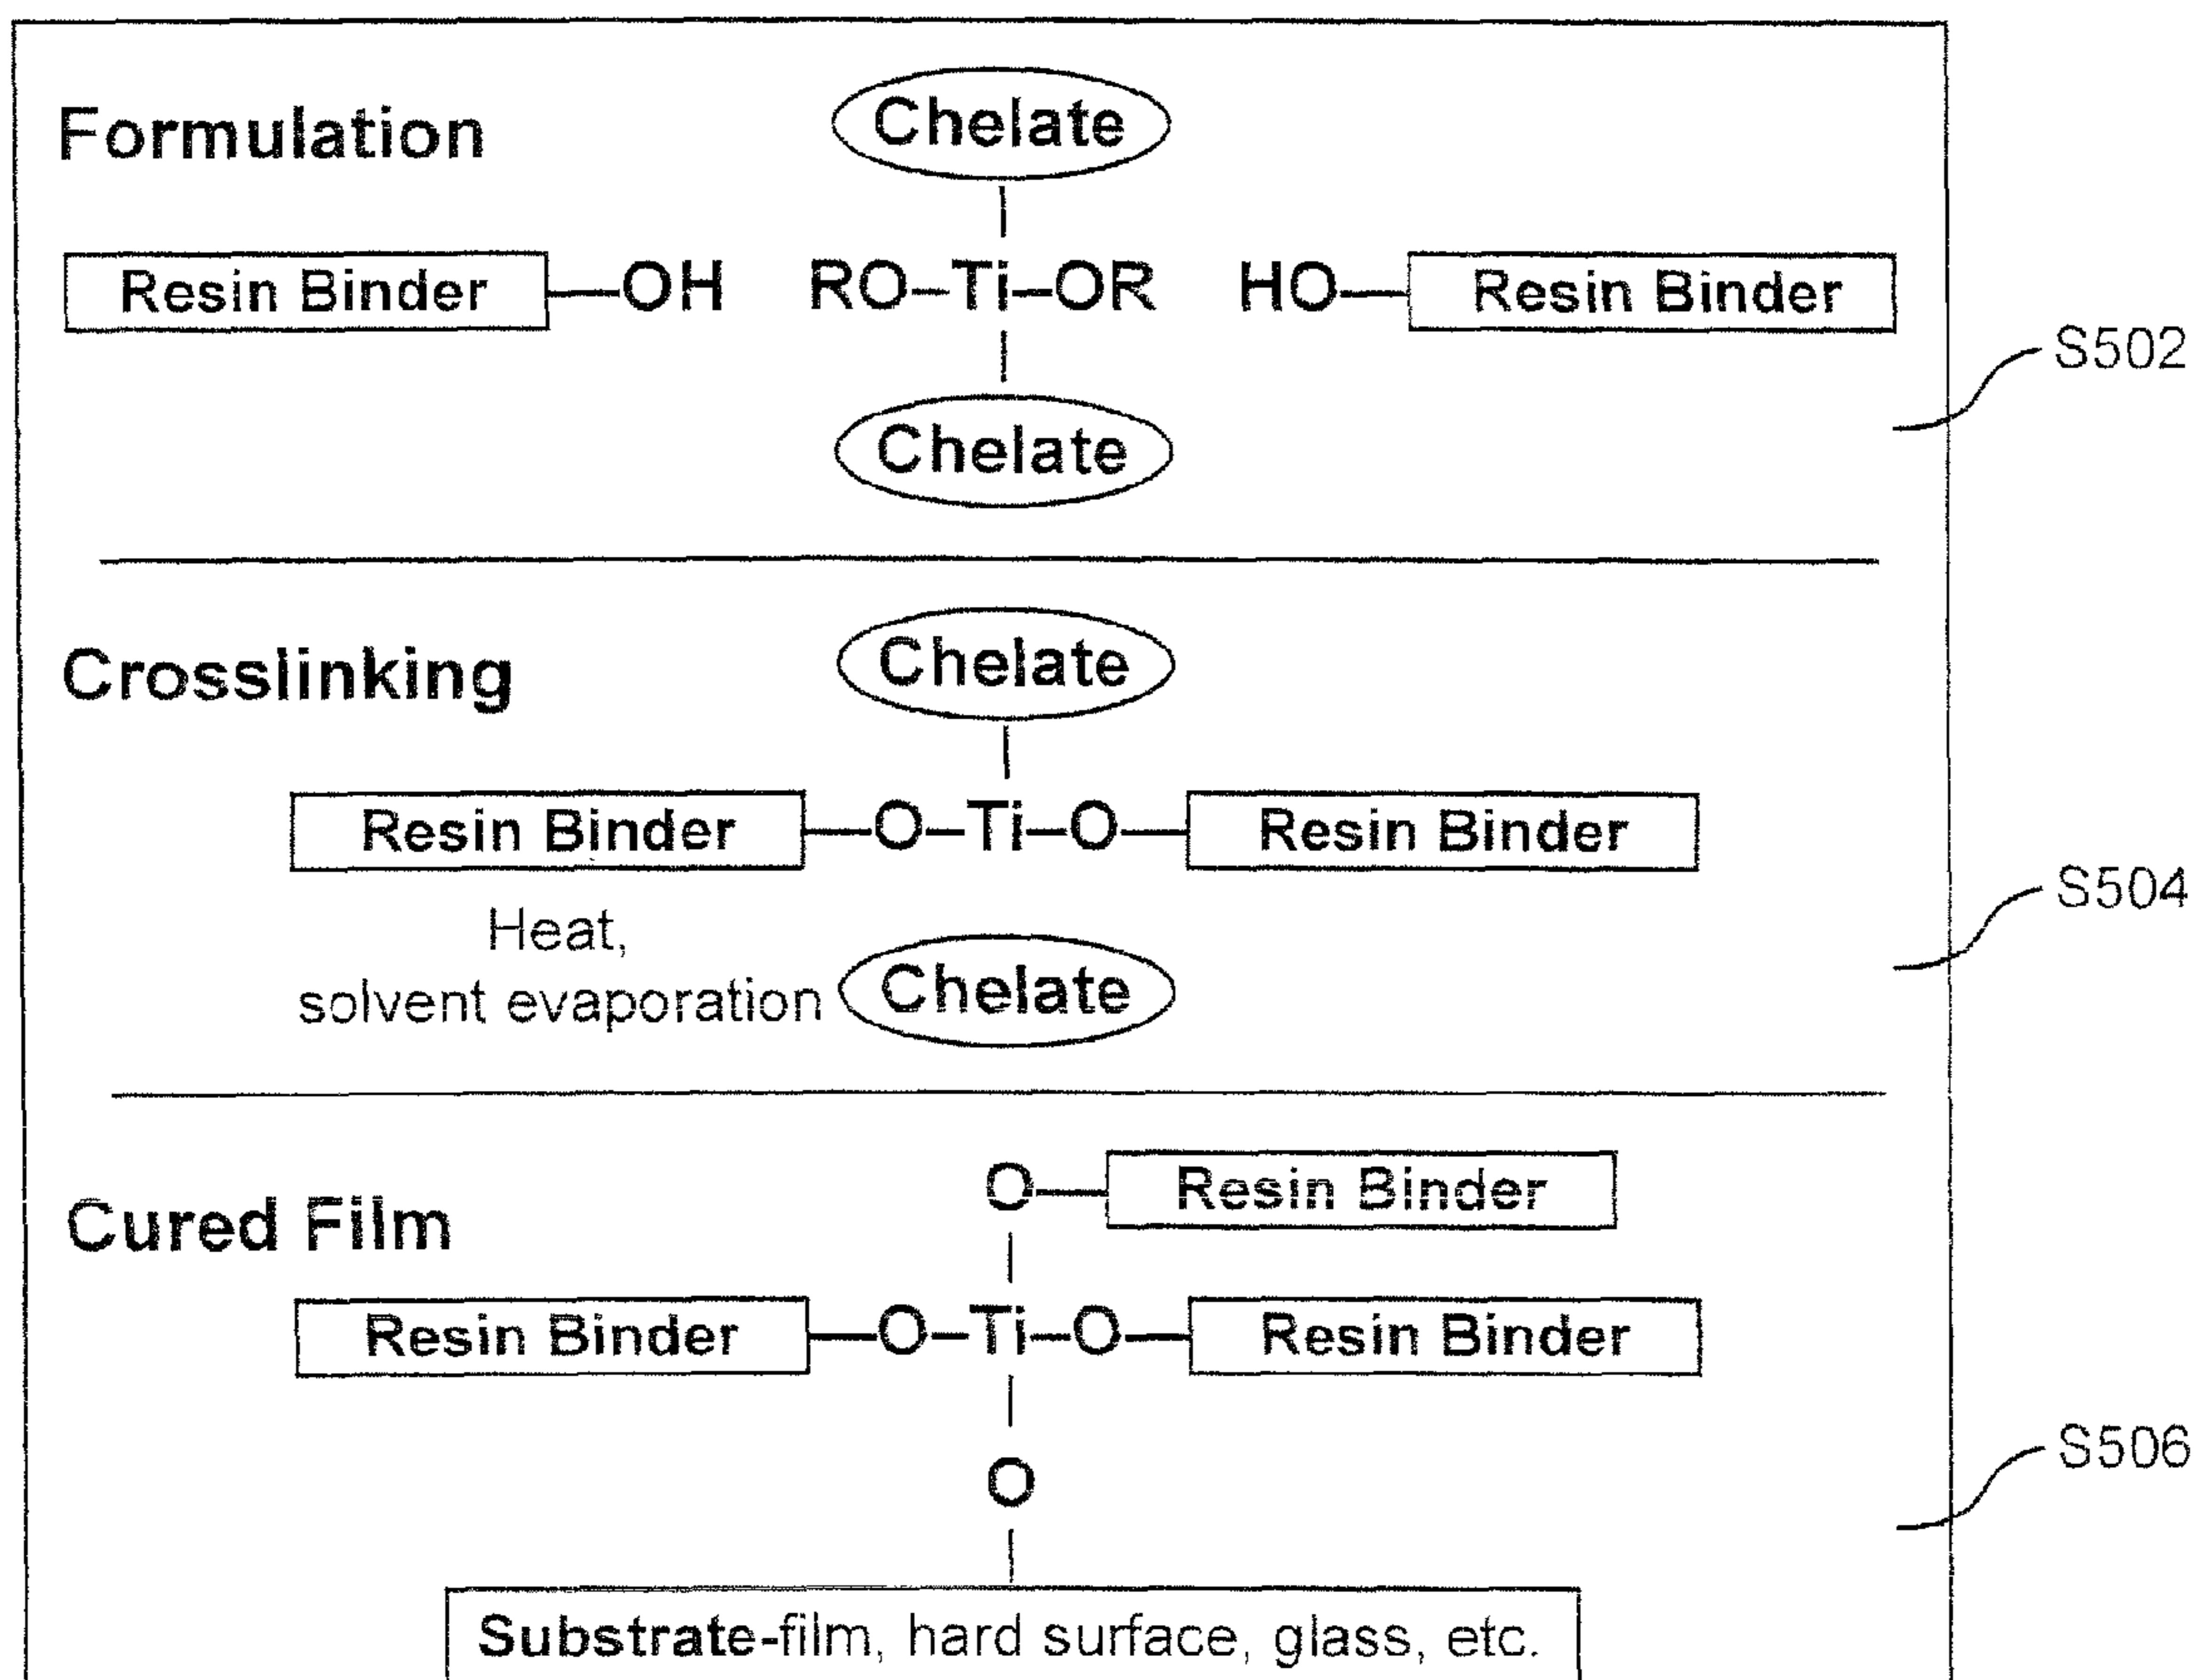 Formulation
Chelate
Resin Binder—OH RO–Ti–OR HO—Resin Binder
S502
Chelate
Crosslinking
Chelate
Resin Binder—O–Ti–O—Resin Binder
S504
Heat,
solvent evaporation
Chelate
Cured Film
O—Resin Binder
Resin Binder—O–Ti–O—Resin Binder
S506
O
Substrate-film, hard surface, glass, etc.